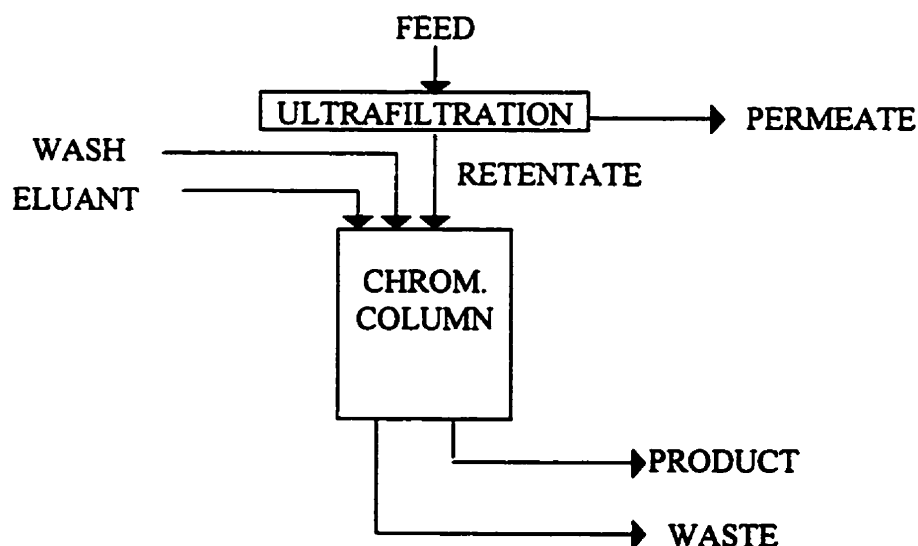 FEED
ULTRAFILTRATION
PERMEATE
WASH
RETENTATE
ELUANT
CHROM.
COLUMN
PRODUCT
WASTE